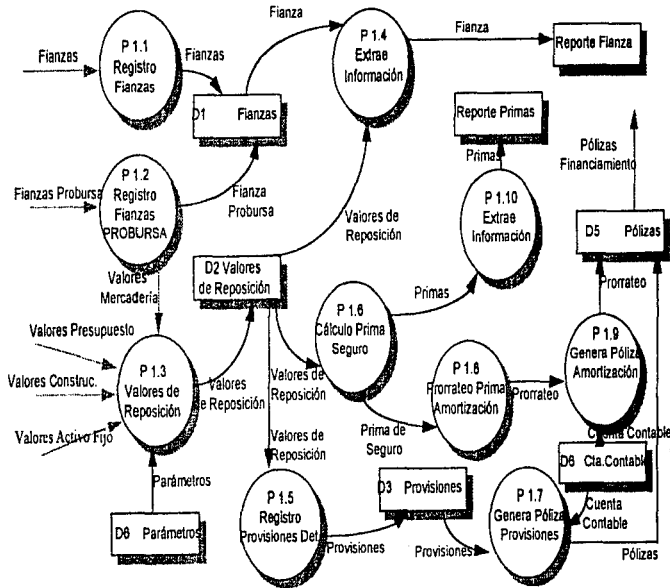 Fianza
P 1.1
Registro
Fianzas
Fianzas
Fianzas
P 1.4
Extrae
Información
Fianza
Reporte Fianza
D1 Fianzas
Fianza
Reporte Primas
Primas
Pólizas
Financiamiento
Fianzas Probursa
P 1.2
Registro
Fianzas
PROBURSA
Fianza
Probursa
P 1.10
Extrae
Información
Valores de
Reposición
D5 Pólizas
Valores
Mercadería
D2 Valores
de Reposición
Primas
Prorrateo
Valores Presupuesto
P 1.6
Cálculo Prima
Seguro
P 1.9
Genera Póliza
Amortización
P 1.3
Valores de
Reposición
Valores Construc.
Valores
de Reposición
Valores de
Reposición
P 1.8
Prorrateo Prima
Amortización
Prorrateo
Valores Activo Fijo
Valores de
Reposición
Prima de
Seguro
Cuenta Contable
D6 Cta.Contable
Parámetros
P 1.5
Registro
Provisiones Det.
D3 Provisiones
P 1.7
Genera Póliza
Provisiones
Cuenta
Contable
D6 Parámetros
Provisiones
Provisiones
Pólizas